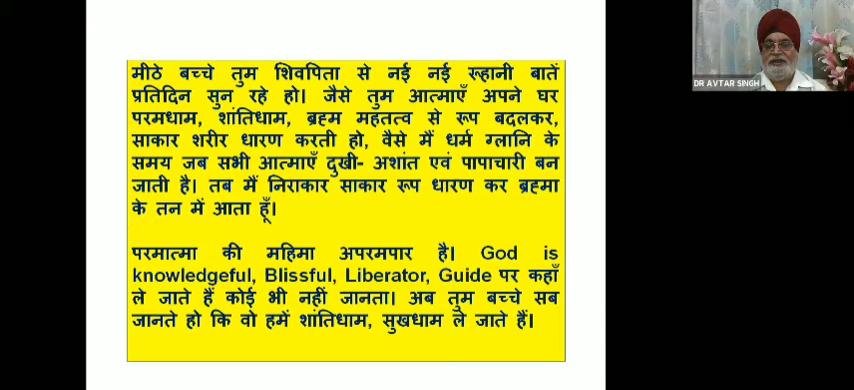 मीठे बच्चे तुम शिवपिता से नई नई रूहानी बातें
प्रतिदिन सुन रहे हो। जैसे तुम आत्माएँ अपने घर
परमधाम, शांतिधाम, ब्रह्म महतत्व से रूप बदलकर,
साकार शरीर धारण करती हो, वैसे मैं धर्म ग्लानि के
समय जब सभी आत्माएँ दुखी- अशांत एवं पापाचारी बन
जाती है। तब मैं निराकार साकार रूप धारण कर ब्रह्मा
के तन में आता हूँ।
परमात्मा की महिमा अपरमपार है। God is
knowledgeful, Blissful, Liberator, Guide पर कहाँ
ले जाते हैं कोई भी नहीं जानता। अब तुम बच्चे सब
जानते हो कि वो हमें शांतिधाम, सुखधाम ले जाते हैं।
DR AVTAR SINGH